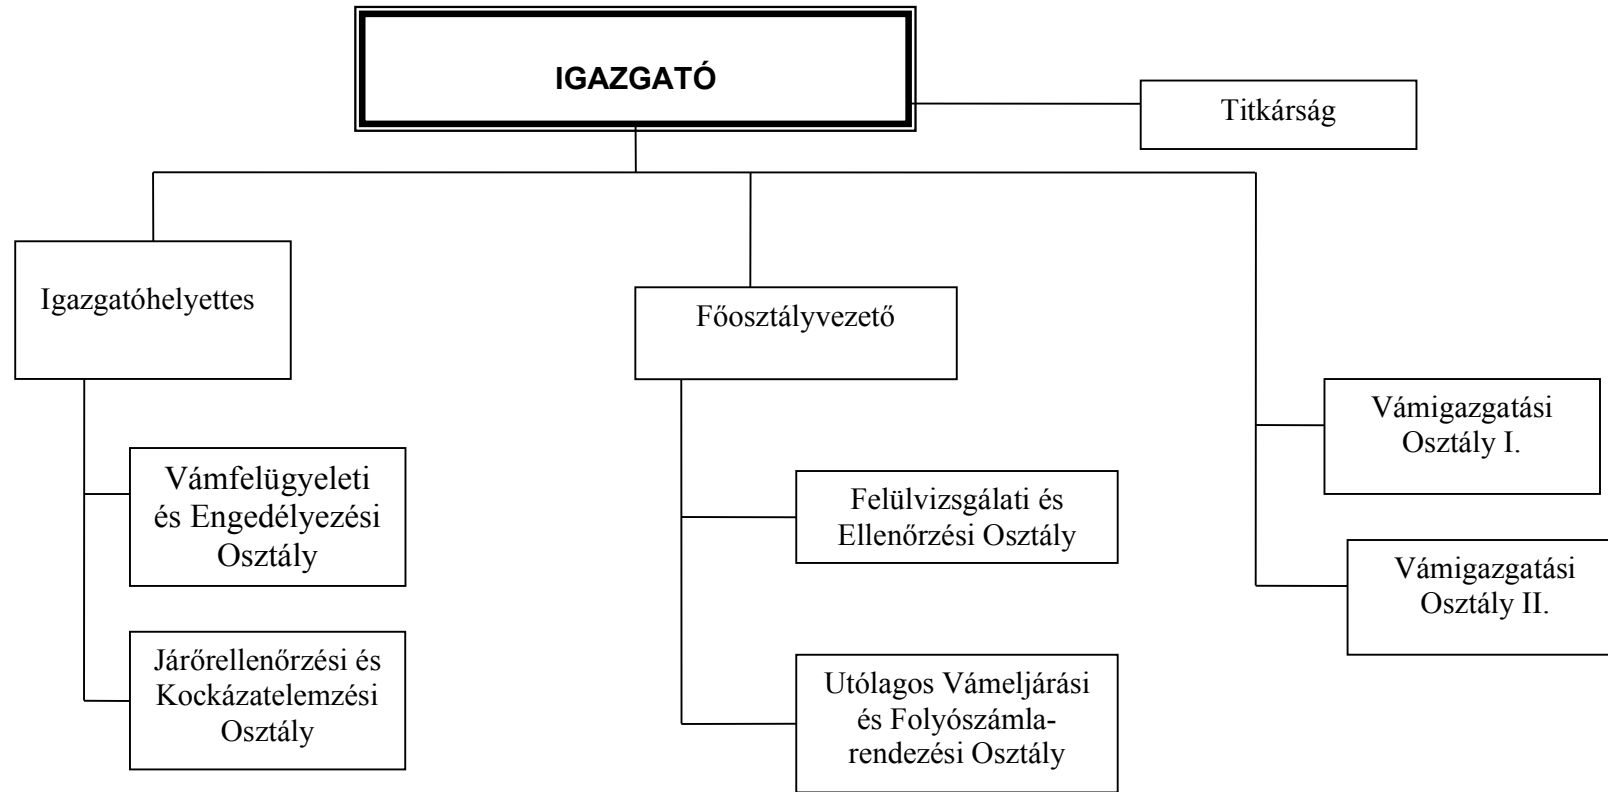 IGAZGATÓ
Titkárság
Igazgatóhelyettes
Főosztályvezető
Vámigazgatási
Osztály I.
Vámfelügyeleti
és Engedélyezési
Osztály
Felülvizsgálati és
Ellenőrzési Osztály
Vámigazgatási
Osztály II.
Járőrellenőrzési és
Kockázatelemzési
Osztály
Utólagos Vámeljárási
és Folyószámla-
rendezési Osztály